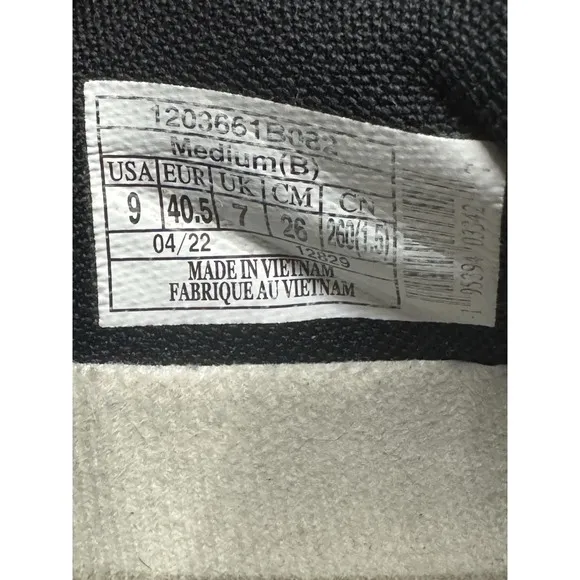 1203661B082
Medium(B)
USA EUR UK CM CN
9 40.5 7 26 260(1.5)
04/22 12829
MADE IN VIETNAM
FABRIQUE AU VIETNAM